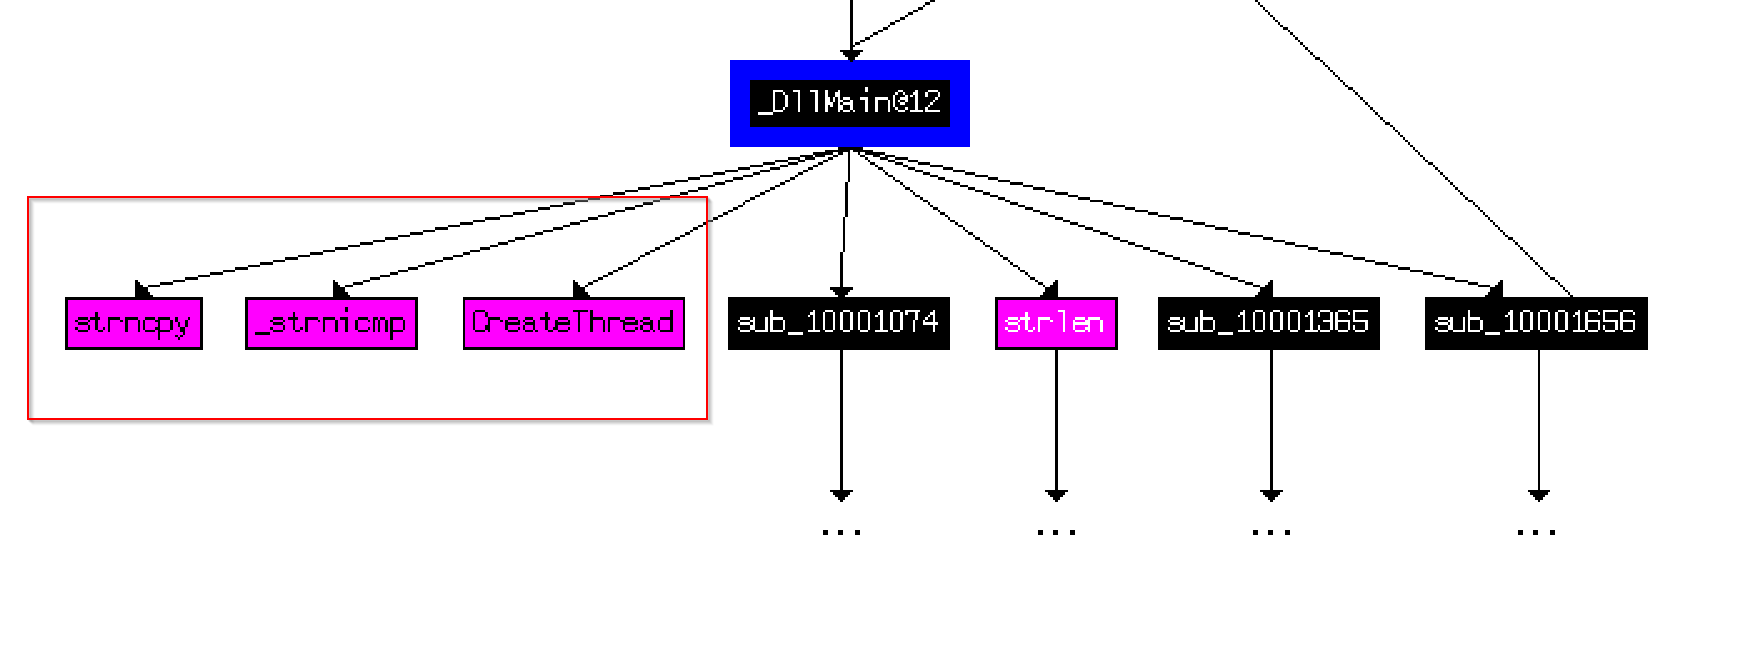 _DllMain@12
strncpy
_strnicmp
CreateThread
sub_10001074
strlen
sub_10001365
sub_10001656
...
...
...
...